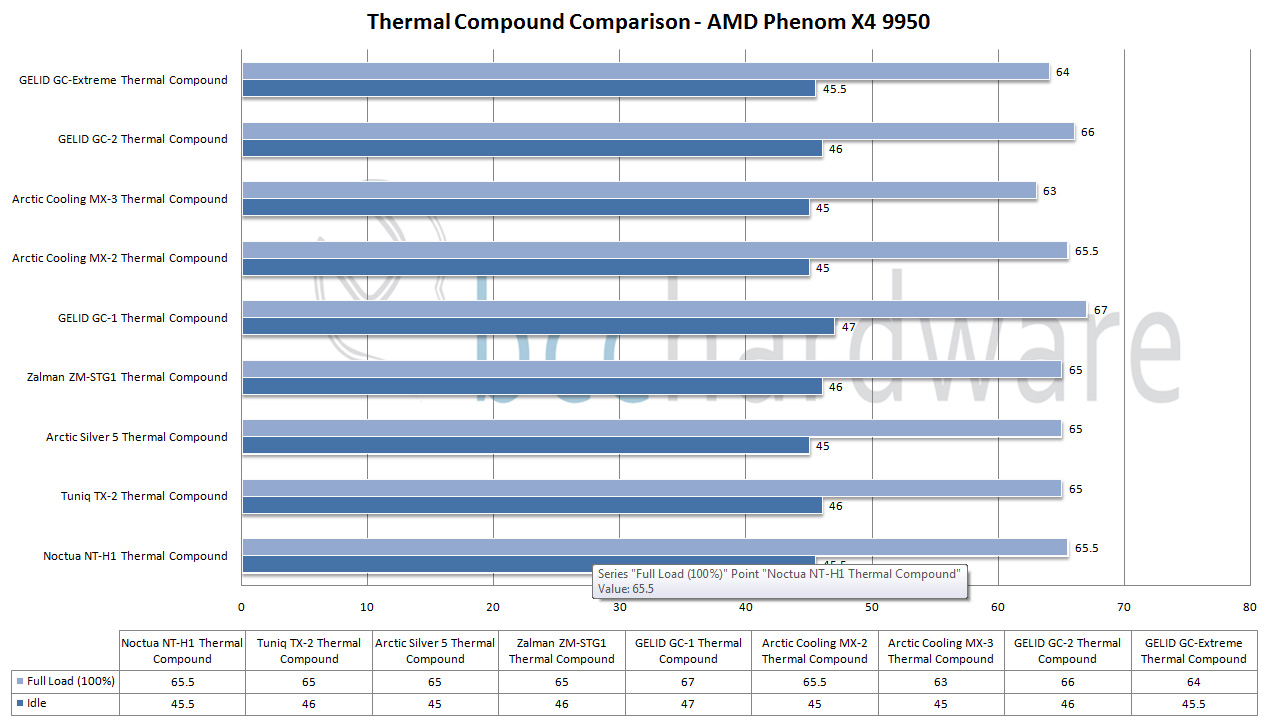 Thermal Compound Comparison - AMD Phenom X4 9950
GELID GC-Extreme Thermal Compound
64
45.5
GELID GC-2 Thermal Compound
66
46
Arctic Cooling MX-3 Thermal Compound
63
45
Arctic Cooling MX-2 Thermal Compound
65.5
45
GELID GC-1 Thermal Compound
67
47
Zalman ZM-STG1 Thermal Compound
65
46
Arctic Silver 5 Thermal Compound
65
45
Tuniq TX-2 Thermal Compound
65
46
Noctua NT-H1 Thermal Compound
65.5
45.5
bcchardware
Series "Full Load (100%)" Point "Noctua NT-H1 Thermal Compound"
Value: 65.5
0 10 20 30 40 50 60 70 80
Noctua NT-H1 Thermal Compound Tuniq TX-2 Thermal Compound Arctic Silver 5 Thermal Compound Zalman ZM-STG1 Thermal Compound GELID GC-1 Thermal Compound Arctic Cooling MX-2 Thermal Compound Arctic Cooling MX-3 Thermal Compound GELID GC-2 Thermal Compound GELID GC-Extreme Thermal Compound
Full Load (100%) 65.5 65 65 65 67 65.5 63 66 64
Idle 45.5 46 45 46 47 45 45 46 45.5